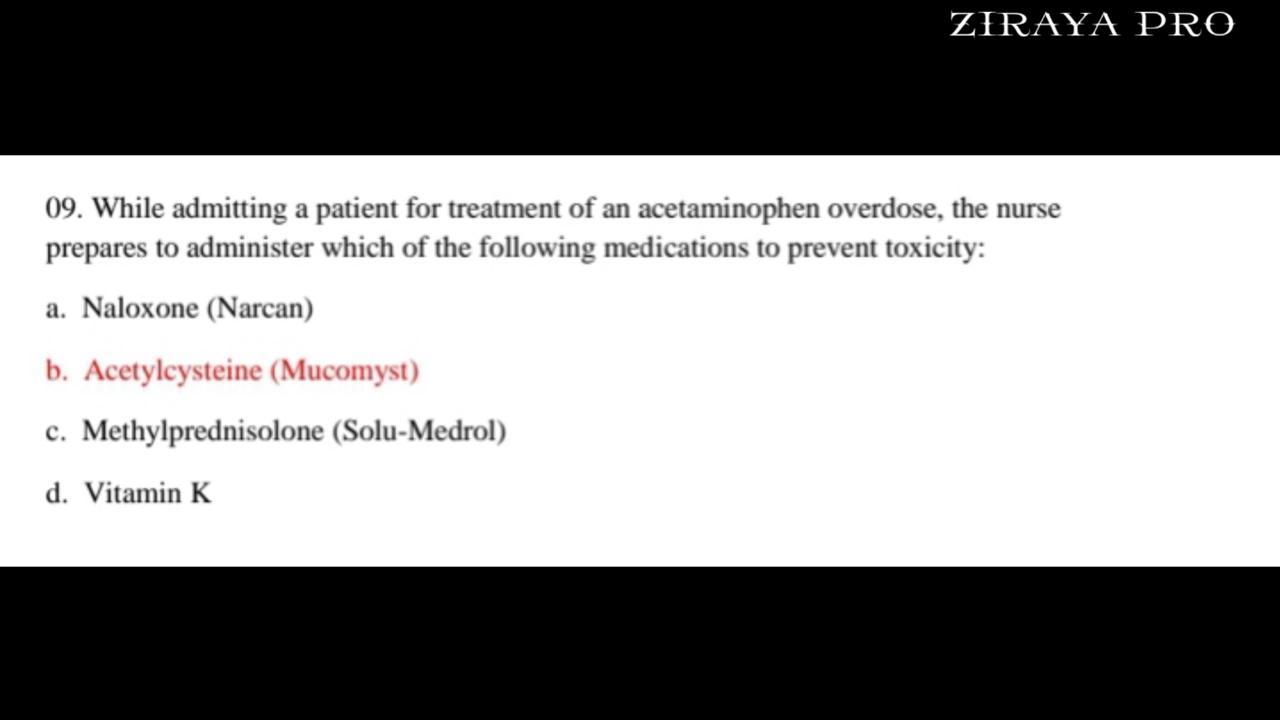 ZIRAYA PRO
09. While admitting a patient for treatment of an acetaminophen overdose, the nurse
prepares to administer which of the following medications to prevent toxicity:
a. Naloxone (Narcan)
b. Acetylcysteine (Mucomyst)
c. Methylprednisolone (Solu-Medrol)
d. Vitamin K